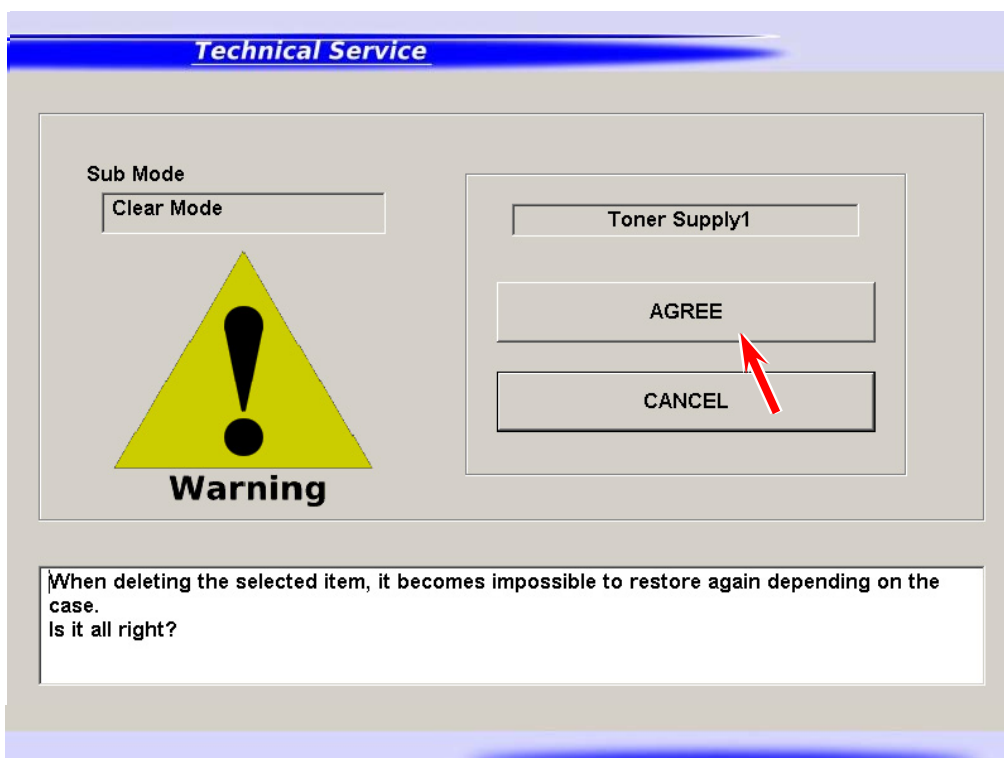 Technical Service
Sub Mode
Clear Mode
Toner Supply1
AGREE
CANCEL
Warning
When deleting the selected item, it becomes impossible to restore again depending on the
case.
Is it all right?